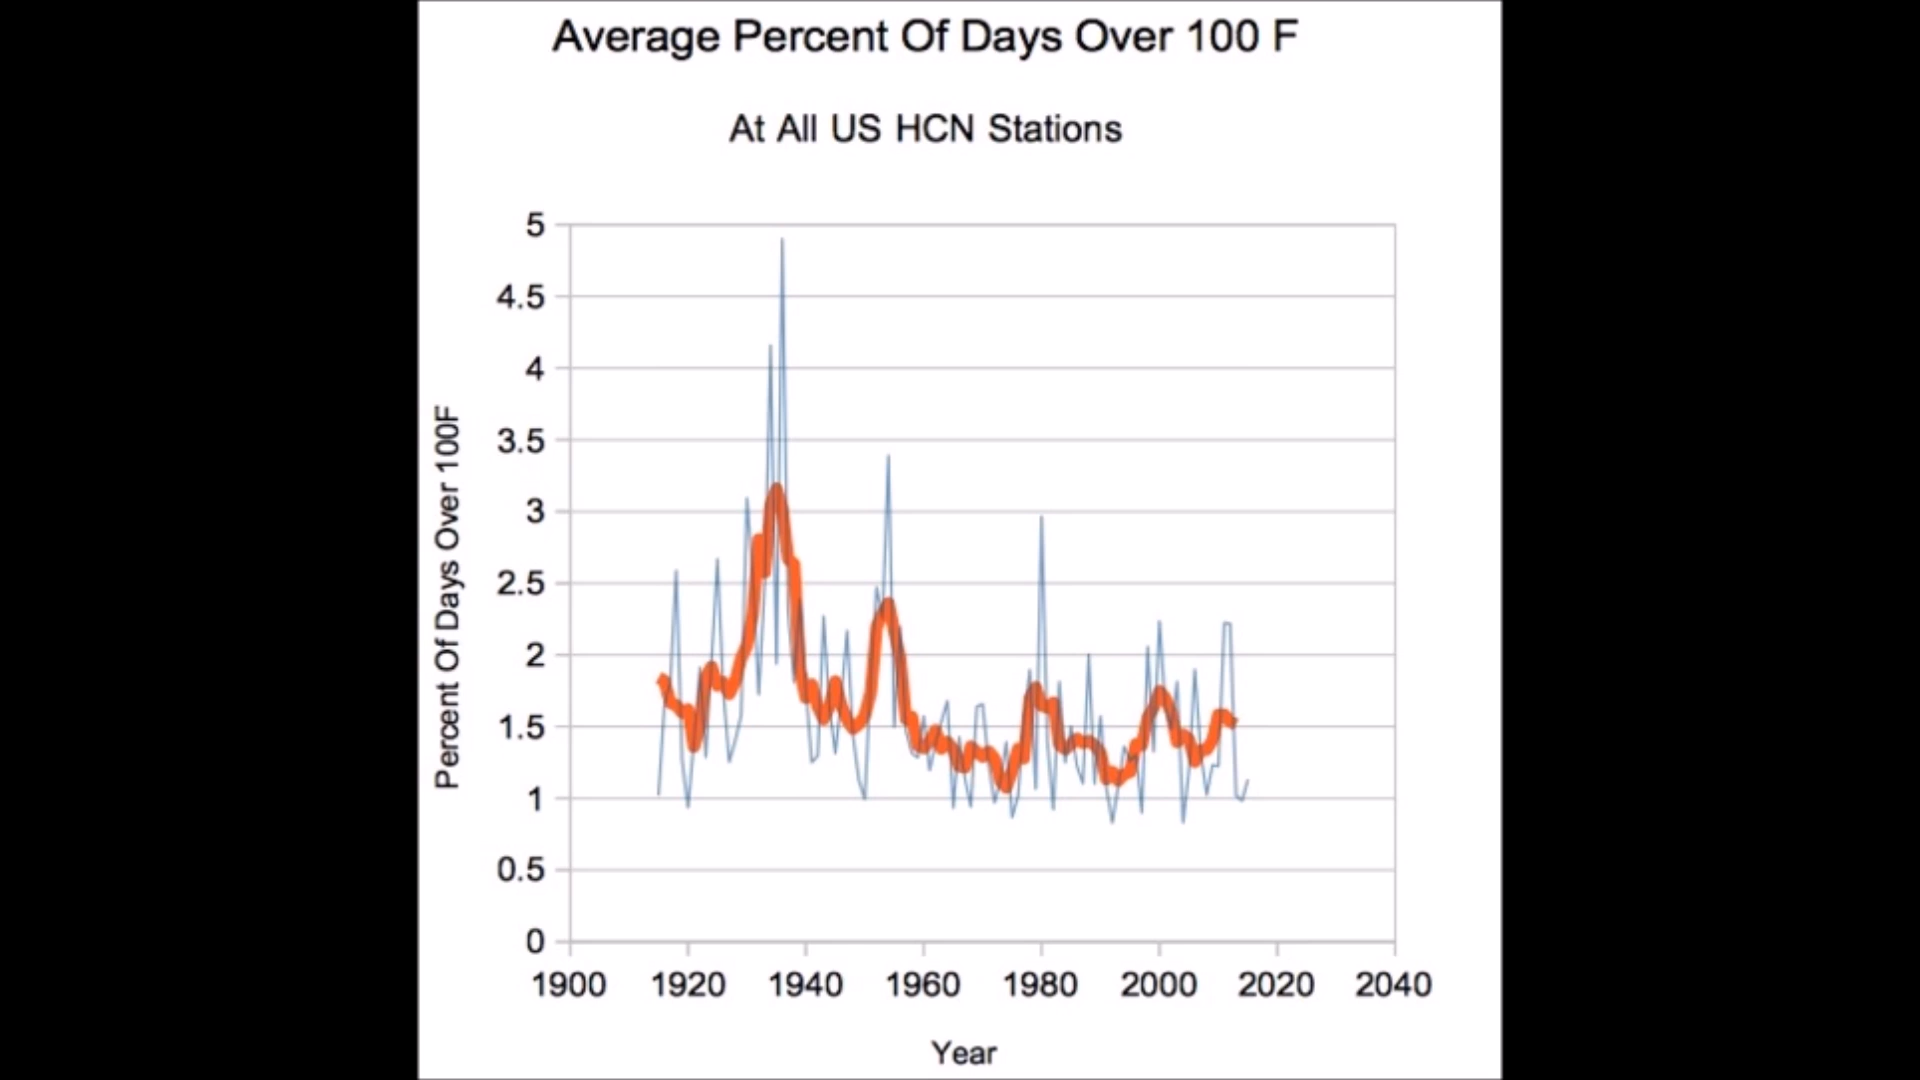 Average Percent Of Days Over 100 F
At All US HCN Stations
Percent Of Days Over 100F
5
4.5
4
3.5
3
2.5
2
1.5
1
0.5
0
1900 1920 1940 1960 1980 2000 2020 2040
Year